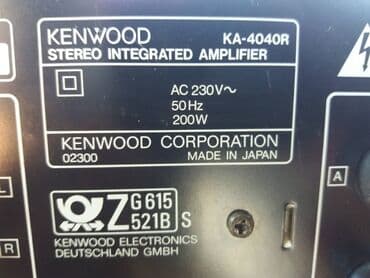 KENWOOD KA-4040R
STEREO INTEGRATED AMPLIFIER
AC 230V~
50Hz
200W
KENWOOD CORPORATION
02300 MADE IN JAPAN
Z G 615
521B S
KENWOOD ELECTRONICS
DEUTSCHLAND GMBH
L
R
A